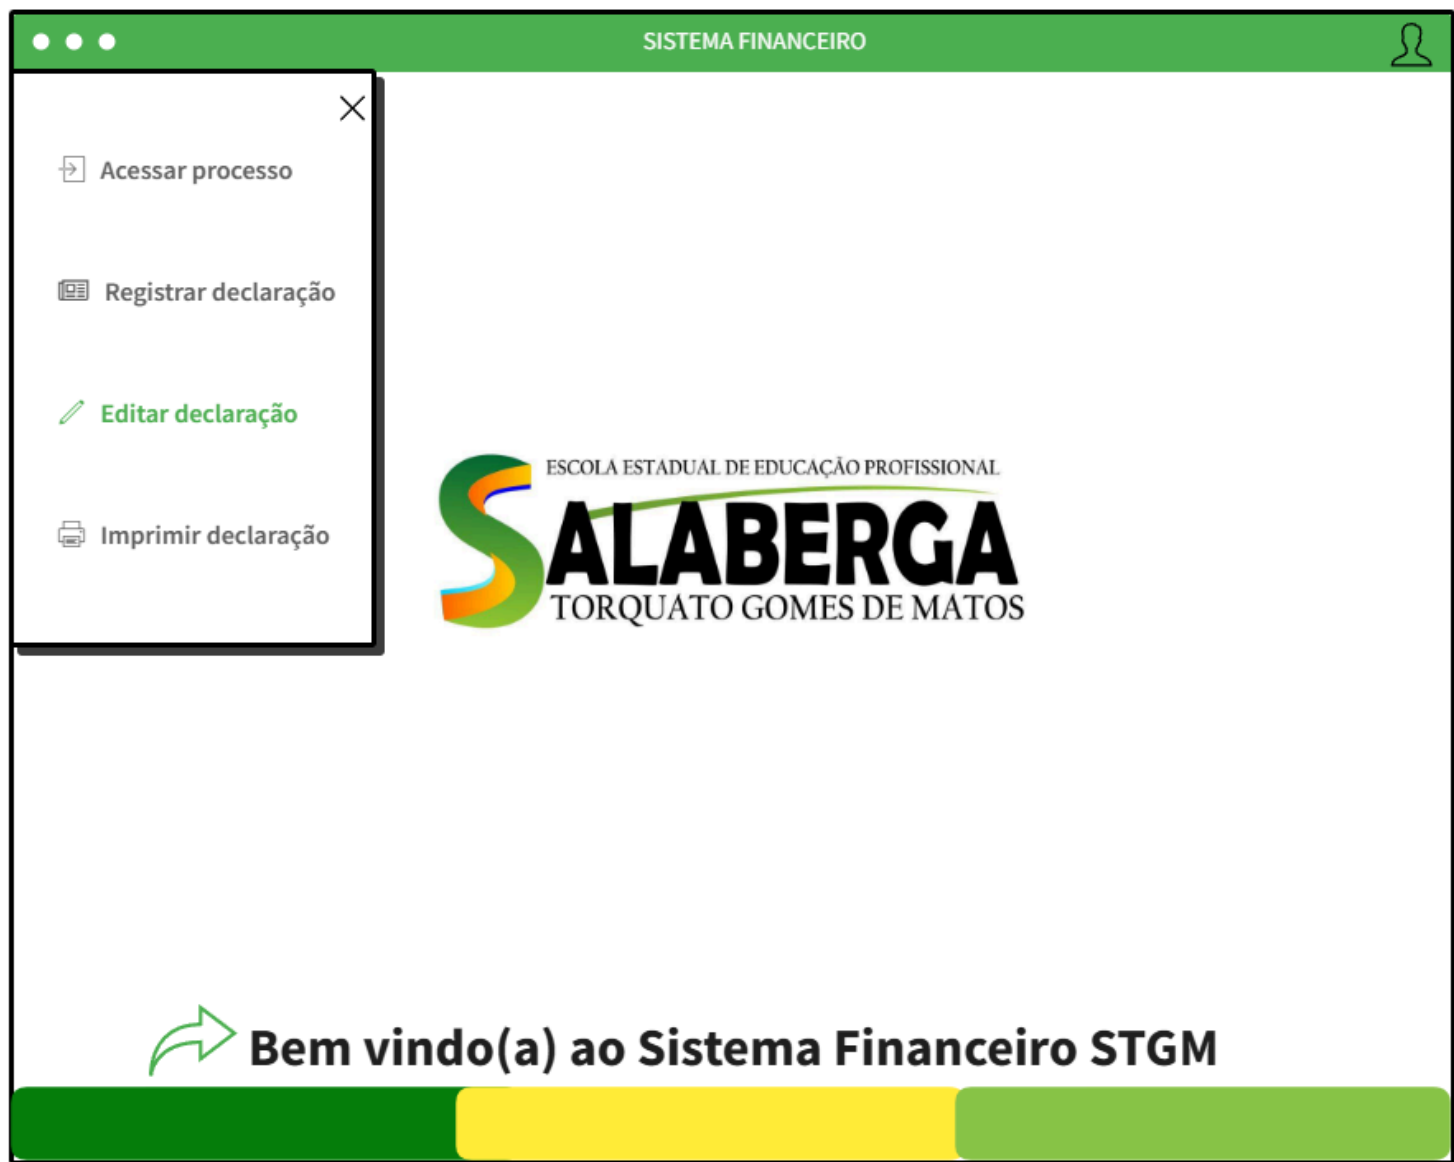 SISTEMA FINANCEIRO
Acessar processo
Registrar declaração
Editar declaração
Imprimir declaração
ESCOLA ESTADUAL DE EDUCAÇÃO PROFISSIONAL
SALABERGA
TORQUATO GOMES DE MATOS
Bem vindo(a) ao Sistema Financeiro STGM